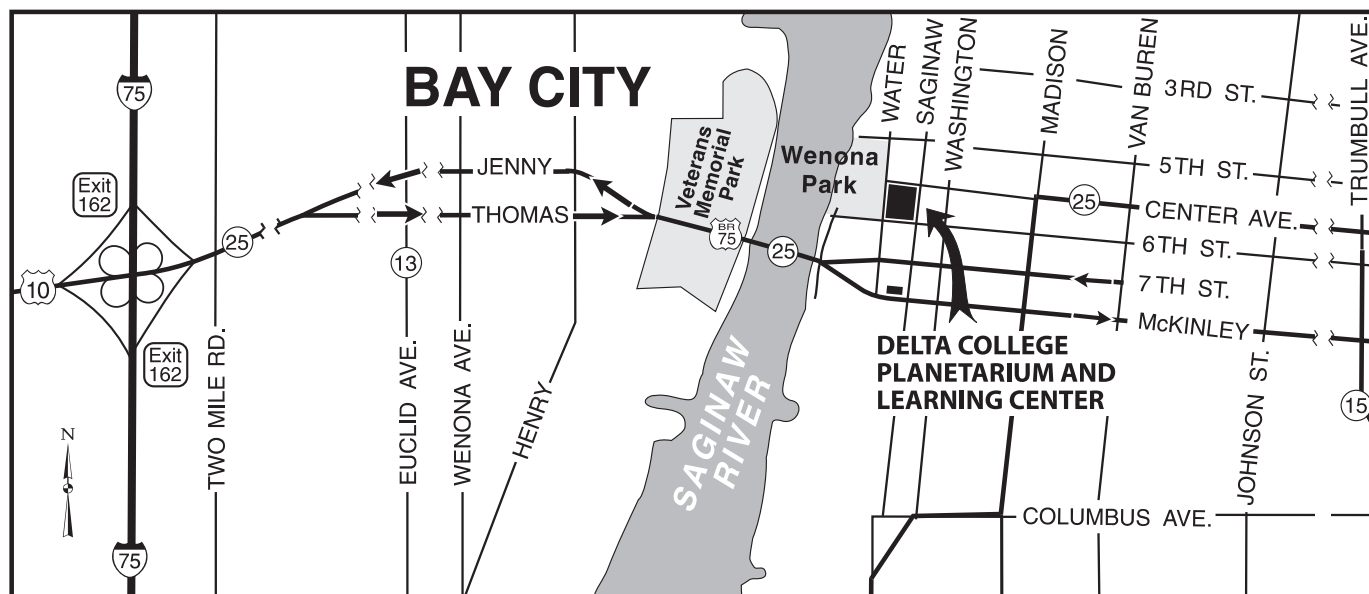 BAY CITY
75
Exit
162
10
25
Exit
162
75
N
TWO MILE RD.
JENNY
THOMAS
13
EUCLID AVE.
WENONA AVE.
HENRY
Veterans
Memorial
Park
BR
75
25
SAGINAW
RIVER
Wenona
Park
WATER
SAGINAW
WASHINGTON
MADISON
VAN BUREN
3RD ST.
5TH ST.
25
CENTER AVE.
6TH ST.
7TH ST.
McKINLEY
TRUMBULL AVE.
DELTA COLLEGE
PLANETARIUM AND
LEARNING CENTER
JOHNSON ST.
15
COLUMBUS AVE.